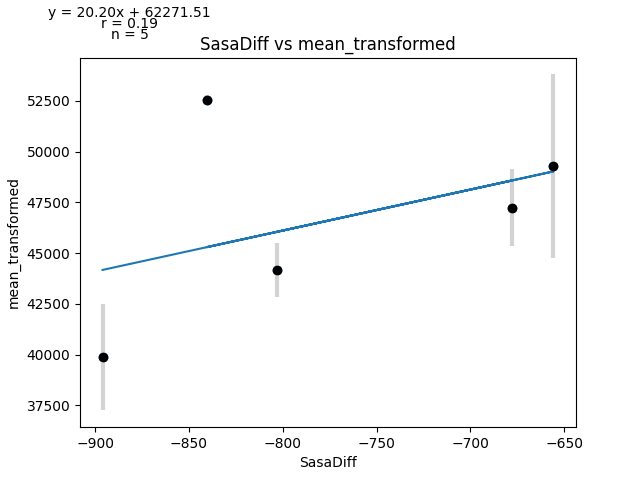 y = 20.20x + 62271.51
r = 0.19
n = 5
SasaDiff vs mean_transformed
52500
50000
47500
45000
42500
40000
37500
mean_transformed
−900
−850
−800
−750
−700
−650
SasaDiff